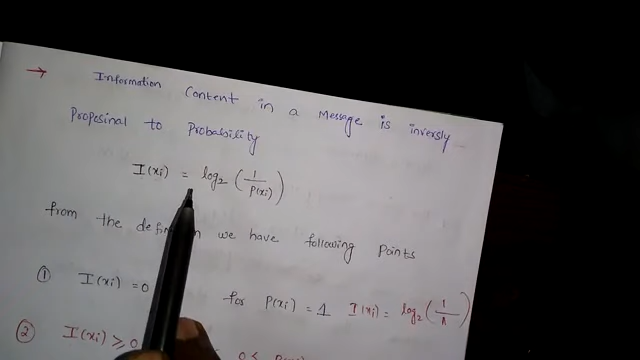 → Information Content in a Message is inversly
Propesinal to Probability
I(xi) = log2 (1/P(xi))
from the we have following Points
① I(xi) = 0 for P(xi) = 1 I(xi) = log2 (1/1)
② I(xi) ≥ 0 0 ≤